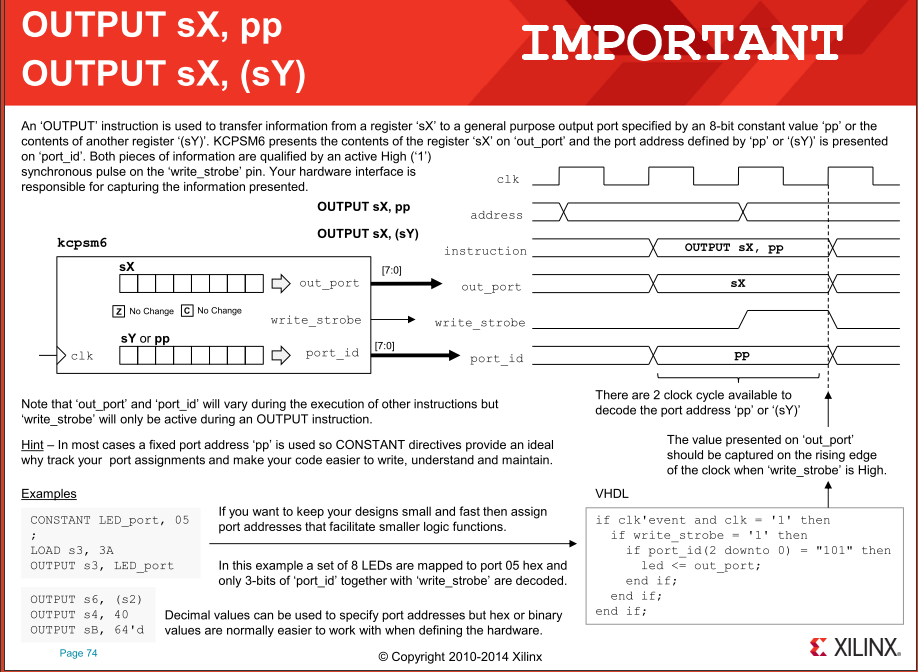 OUTPUT sX, pp
OUTPUT sX, (sY)
IMPORTANT
An ‘OUTPUT’ instruction is used to transfer information from a register ‘sX’ to a general purpose output port specified by an 8-bit constant value ‘pp’ or the
contents of another register ‘(sY)’. KCPSM6 presents the contents of the register ‘sX’ on ‘out_port’ and the port address defined by ‘pp’ or ‘(sY)’ is presented
on ‘port_id’. Both pieces of information are qualified by an active High (‘1’)
synchronous pulse on the ‘write_strobe’ pin. Your hardware interface is
responsible for capturing the information presented.
OUTPUT sX, pp
OUTPUT sX, (sY)
kcpsm6
sX
out_port
[7:0]
Z No Change C No Change
write_strobe
sY or pp
port_id
[7:0]
clk
clk
address
instruction
OUTPUT sX, pp
out_port
sX
write_strobe
port_id
pp
There are 2 clock cycle available to
decode the port address ‘pp’ or ‘(sY)’
The value presented on ‘out_port’
should be captured on the rising edge
of the clock when ‘write_strobe’ is High.
Note that ‘out_port’ and ‘port_id’ will vary during the execution of other instructions but
‘write_strobe’ will only be active during an OUTPUT instruction.
Hint – In most cases a fixed port address ‘pp’ is used so CONSTANT directives provide an ideal
why track your port assignments and make your code easier to write, understand and maintain.
Examples
CONSTANT LED_port, 05
;
LOAD s3, 3A
OUTPUT s3, LED_port
If you want to keep your designs small and fast then assign
port addresses that facilitate smaller logic functions.
In this example a set of 8 LEDs are mapped to port 05 hex and
only 3-bits of ‘port_id’ together with ‘write_strobe’ are decoded.
OUTPUT s6, (s2)
OUTPUT s4, 40
OUTPUT sB, 64'd
Decimal values can be used to specify port addresses but hex or binary
values are normally easier to work with when defining the hardware.
VHDL
if clk'event and clk = '1' then
if write_strobe = '1' then
if port_id(2 downto 0) = "101" then
led <= out_port;
end if;
end if;
end if;
Page 74
© Copyright 2010-2014 Xilinx
XILINX